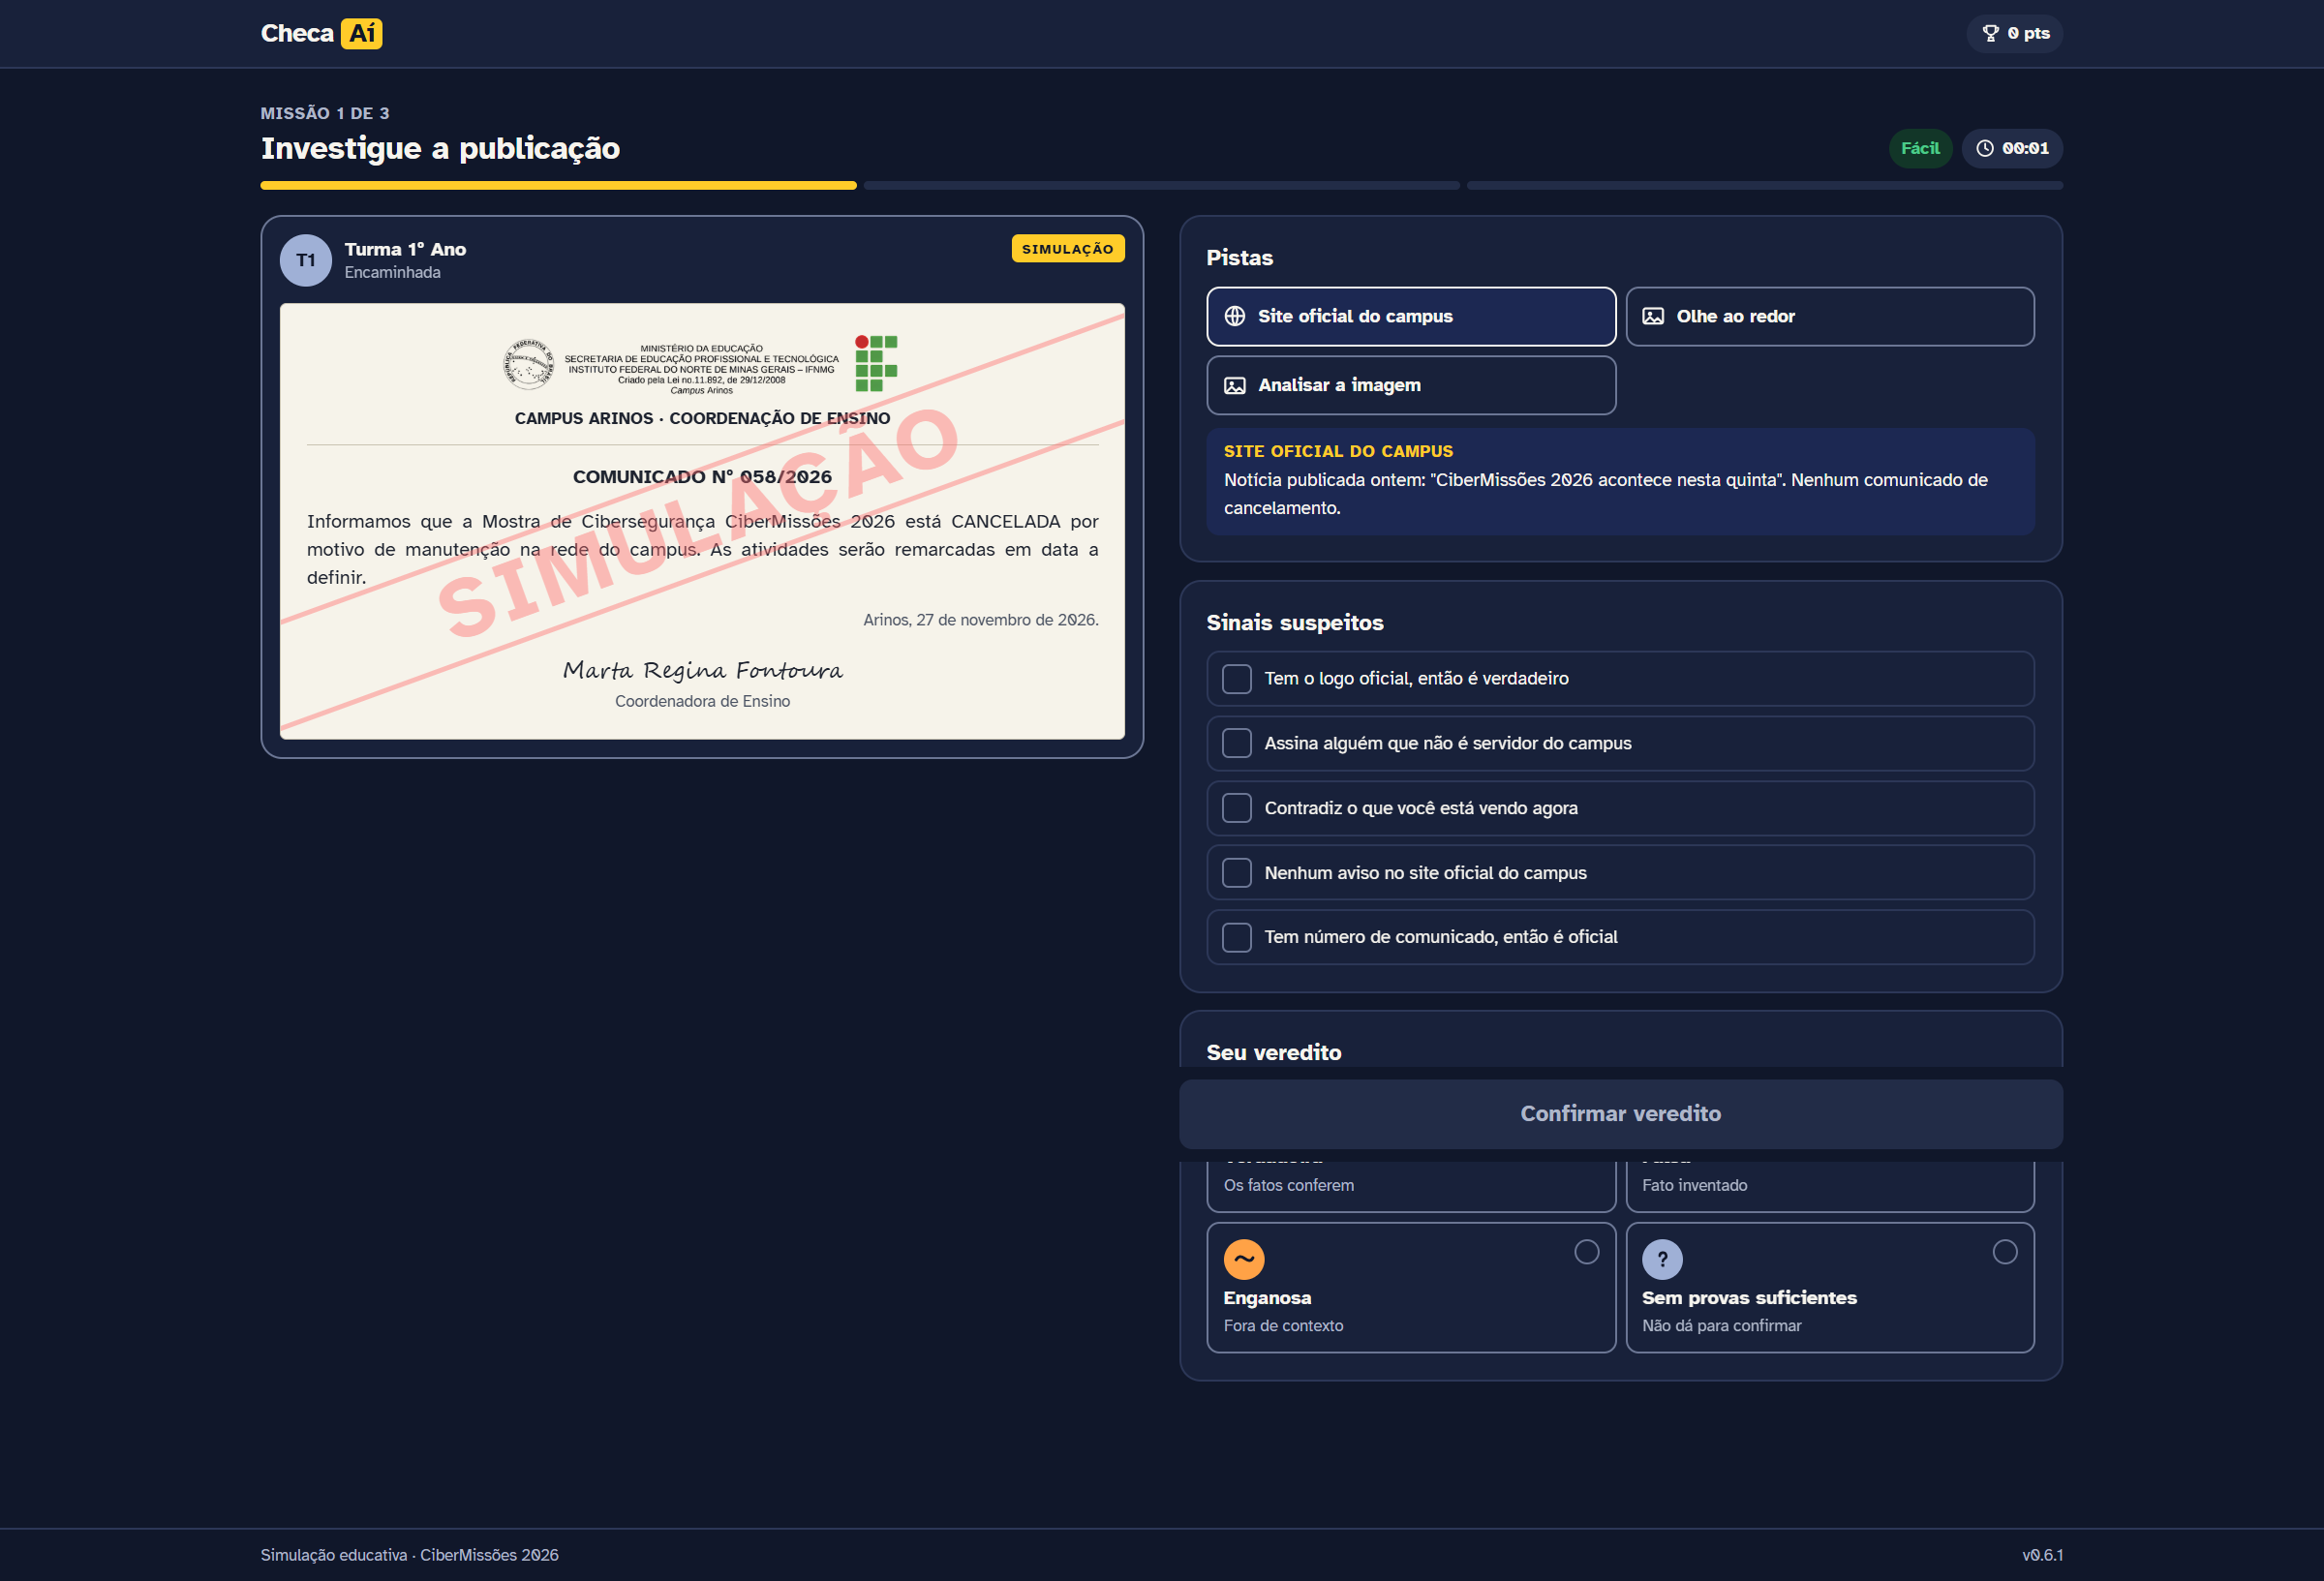 Checa Aí
0 pts
MISSÃO 1 DE 3
Investigue a publicação
Fácil
00:01
T1
Turma 1º Ano
Encaminhada
SIMULAÇÃO
MINISTÉRIO DA EDUCAÇÃO
SECRETARIA DE EDUCAÇÃO PROFISSIONAL E TECNOLÓGICA
INSTITUTO FEDERAL DO NORTE DE MINAS GERAIS – IFNMG
Criado pela Lei no.11.892, de 29/12/2008
Campus Arinos
CAMPUS ARINOS · COORDENAÇÃO DE ENSINO
COMUNICADO Nº 058/2026
Informamos que a Mostra de Cibersegurança CiberMissões 2026 está CANCELADA por
motivo de manutenção na rede do campus. As atividades serão remarcadas em data a
definir.
Arinos, 27 de novembro de 2026.
Marta Regina Fontoura
Coordenadora de Ensino
SIMULAÇÃO
Pistas
Site oficial do campus
Olhe ao redor
Analisar a imagem
SITE OFICIAL DO CAMPUS
Notícia publicada ontem: "CiberMissões 2026 acontece nesta quinta". Nenhum comunicado de
cancelamento.
Sinais suspeitos
Tem o logo oficial, então é verdadeiro
Assina alguém que não é servidor do campus
Contradiz o que você está vendo agora
Nenhum aviso no site oficial do campus
Tem número de comunicado, então é oficial
Seu veredito
Confirmar veredito
Os fatos conferem
Fato inventado
~
Enganosa
Fora de contexto
?
Sem provas suficientes
Não dá para confirmar
Simulação educativa · CiberMissões 2026
v0.6.1